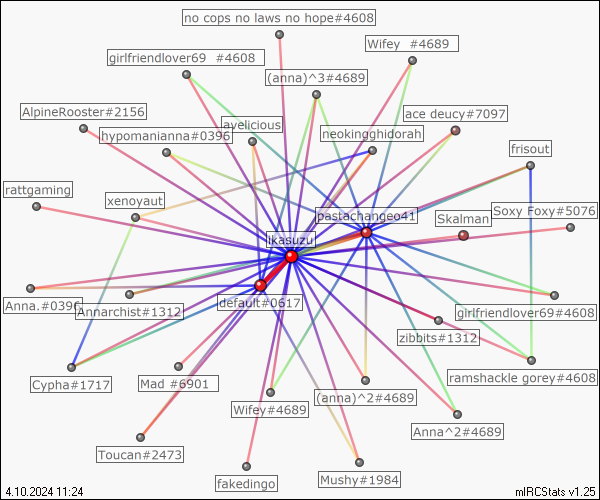 no cops no laws no hope#4608
Wifey  #4689
girlfriendlover69  #4608
(anna)^3#4689
AlpineRooster#2156
ace deucy#7097
avelicious
hypomanianna#0396
neokingghidorah
frisout
rattgaming
xenoyaut
Soxy Foxy#5076
pastachangeo41
Skalman
Ikasuzu
Anna.#0396
default#0617
Annarchist#1312
girlfriendlover69#4608
zibbits#1312
Cypha#1717
Mad #6901
ramshackle gorey#4608
(anna)^2#4689
Wifey#4689
Anna^2#4689
Toucan#2473
fakedingo
Mushy#1984
4.10.2024 11:24
mIRCStats v1.25